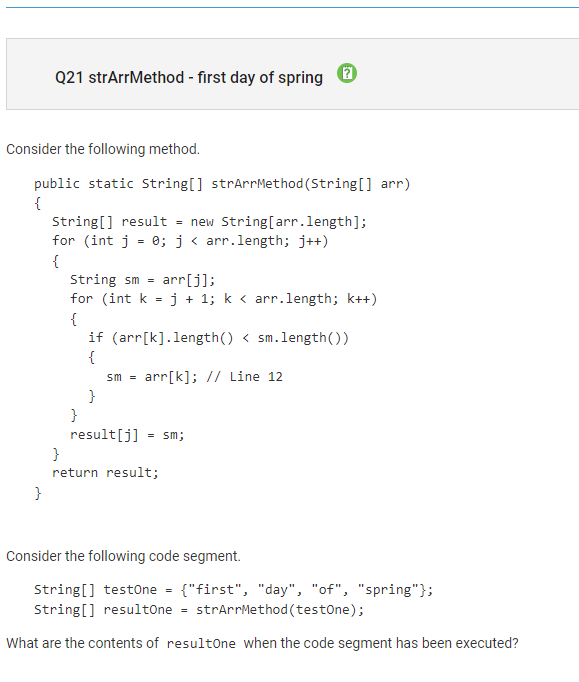 Q21 strArrMethod - first day of spring
Consider the following method.
public static String[] strArrMethod(String[] arr)
{
String[] result = new String[arr.length];
for (int j = 0; j < arr.length; j++)
{
String sm = arr[j];
for (int k = j + 1; k < arr.length; k++)
{
if (arr[k].length() < sm.length())
{
sm = arr[k]; // Line 12
}
}
result[j] = sm;
}
return result;
}
Consider the following code segment.
String[] testOne = {"first", "day", "of", "spring"};
String[] resultOne = strArrMethod(testOne);
What are the contents of resultOne when the code segment has been executed?